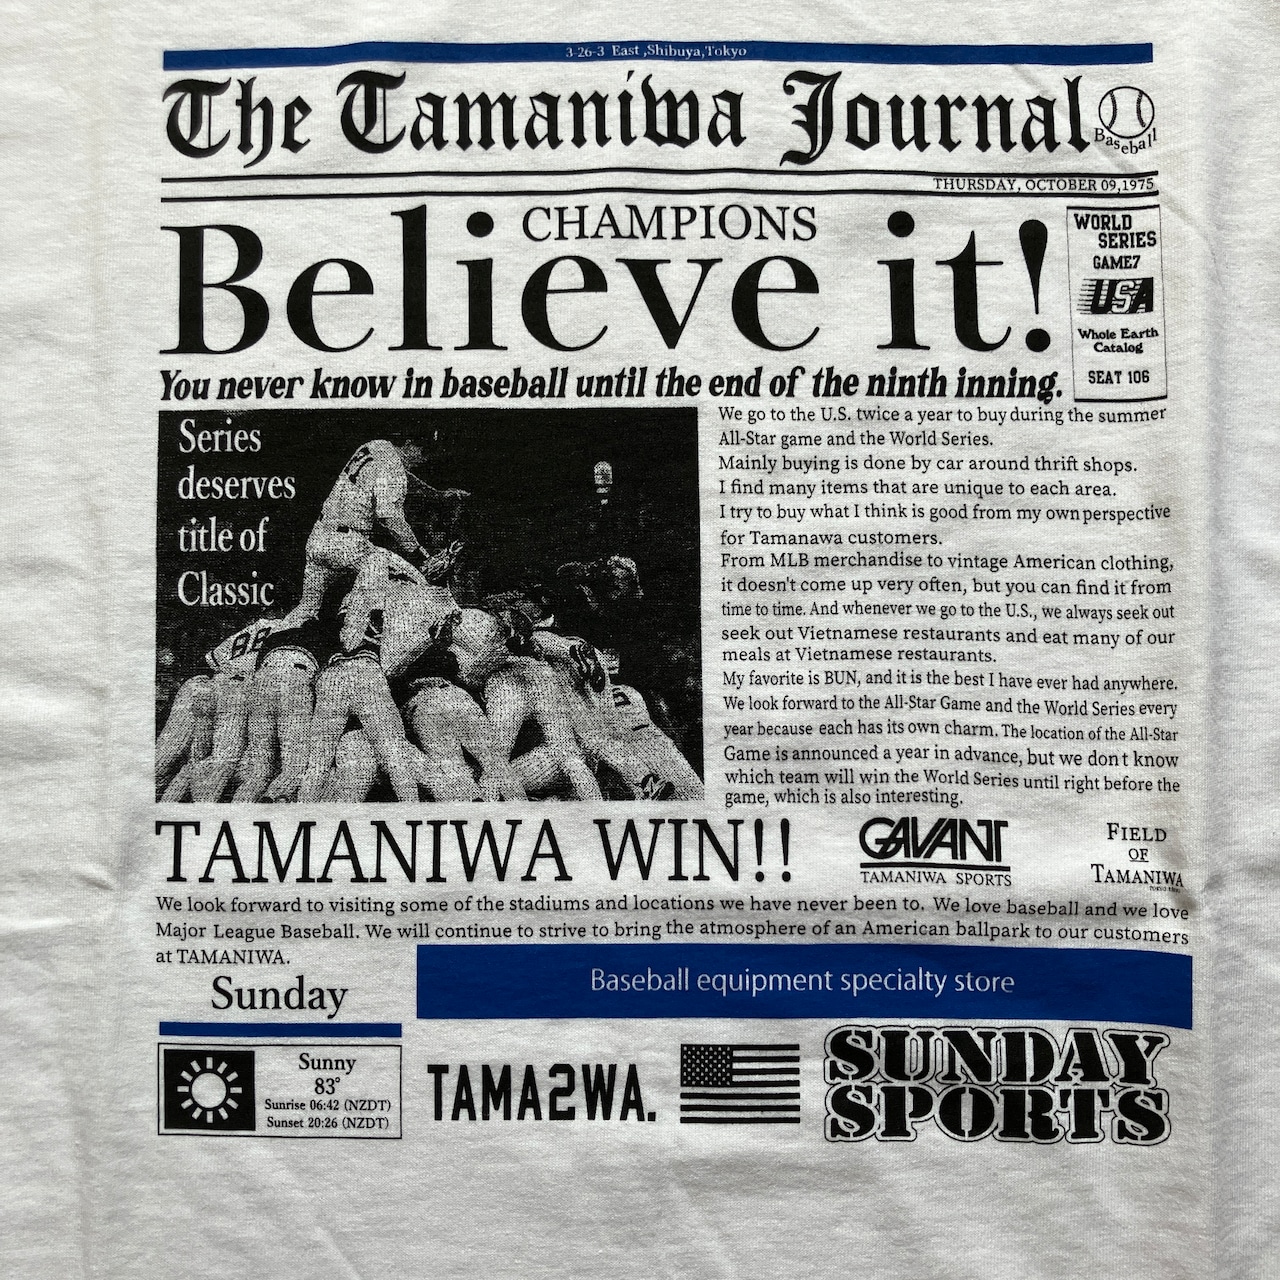 3-26-3 East ,Shibuya,Tokyo
The Tamaniwa Journal
Baseball
THURSDAY, OCTOBER 09,1975
CHAMPIONS
Believe it!
WORLD
SERIES
GAME7
USA
Whole Earth
Catalog
SEAT 106
You never know in baseball until the end of the ninth inning.
Series
deserves
title of
Classic
We go to the U.S. twice a year to buy during the summer
All-Star game and the World Series.
Mainly buying is done by car around thrift shops.
I find many items that are unique to each area.
I try to buy what I think is good from my own perspective
for Tamanawa customers.
From MLB merchandise to vintage American clothing,
it doesn't come up very often, but you can find it from
time to time. And whenever we go to the U.S., we always seek out
seek out Vietnamese restaurants and eat many of our
meals at Vietnamese restaurants.
My favorite is BUN, and it is the best I have ever had anywhere.
We look forward to the All-Star Game and the World Series every
year because each has its own charm. The location of the All-Star
Game is announced a year in advance, but we don t know
which team will win the World Series until right before the
game, which is also interesting.
TAMANIWA WIN!!
GAVANT
TAMANIWA SPORTS
FIELD
OF
TAMANIWA
We look forward to visiting some of the stadiums and locations we have never been to. We love baseball and we love
Major League Baseball. We will continue to strive to bring the atmosphere of an American ballpark to our customers
at TAMANIWA.
Sunday
Baseball equipment specialty store
Sunny
83°
Sunrise 06:42 (NZDT)
Sunset 20:26 (NZDT)
TAMA2WA.
SUNDAY
SPORTS